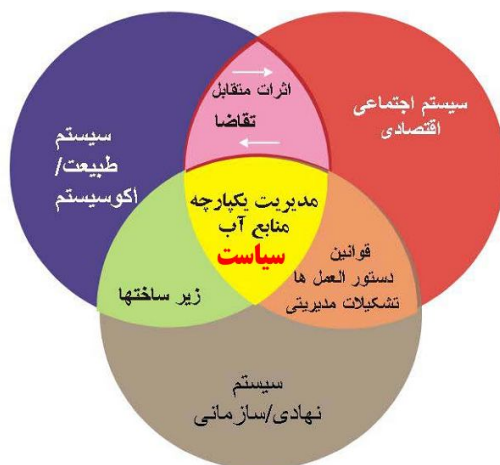 اثرات متقابل
تقاضا
سیستم اجتماعی
اقتصادی
سیستم
طبیعت/
اکوسیستم
مدیریت یکپارچه
منابع آب
سیاست
قوانین
دستور العمل ها
تشکیلات مدیریتی
زیر ساختها
سیستم
نهادی/سازمانی